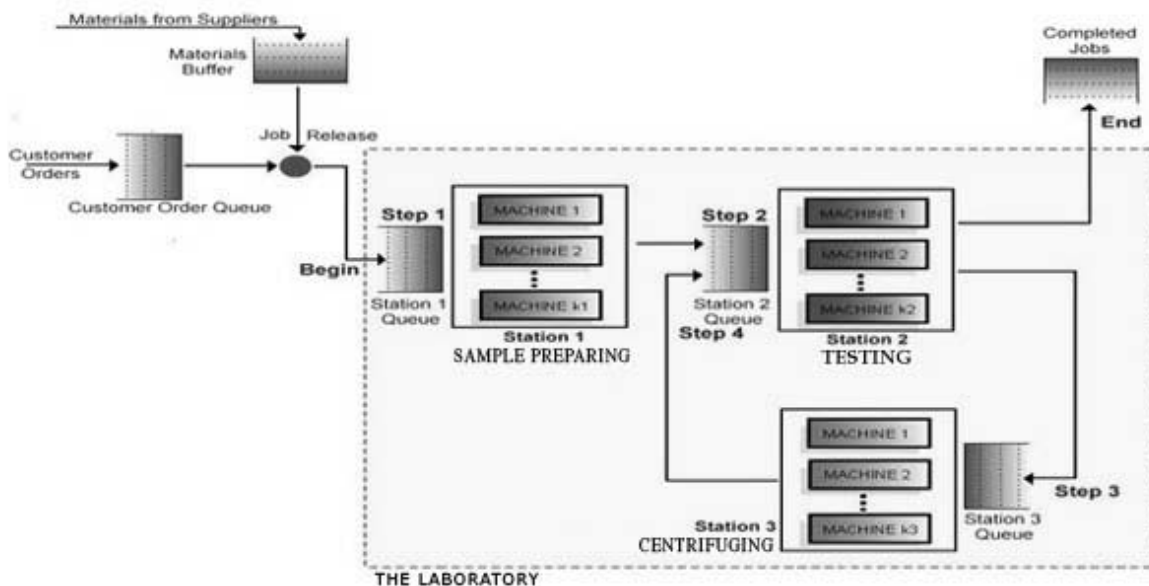 Materials from Suppliers
Materials
Buffer
Completed
Jobs
Job Release
End
Customer
Orders
Customer Order Queue
Begin
Step 1
Station 1
Queue
MACHINE 1
MACHINE 2
MACHINE k1
Station 1
SAMPLE PREPARING
Step 2
Station 2
Queue
Step 4
MACHINE 1
MACHINE 2
MACHINE k2
Station 2
TESTING
MACHINE 1
MACHINE 2
MACHINE k3
Station 3
CENTRIFUGING
Step 3
Station 3
Queue
THE LABORATORY